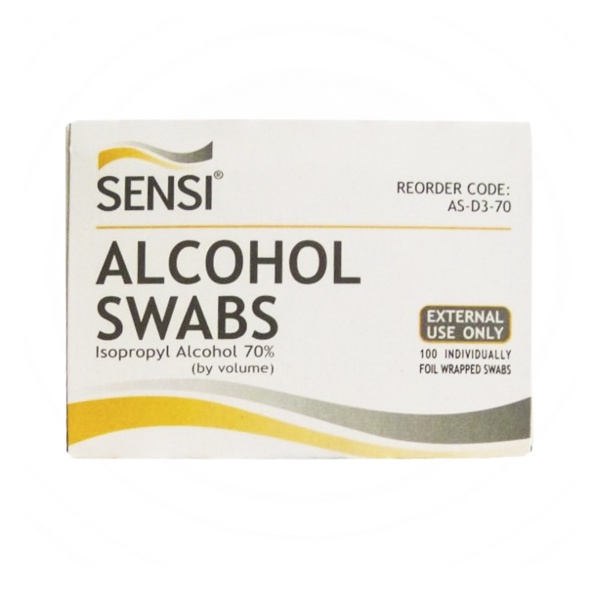 SENSI®
REORDER CODE:
AS-D3-70
ALCOHOL
SWABS
Isopropyl Alcohol 70%
(by volume)
EXTERNAL
USE ONLY
100 INDIVIDUALLY
FOIL WRAPPED SWABS